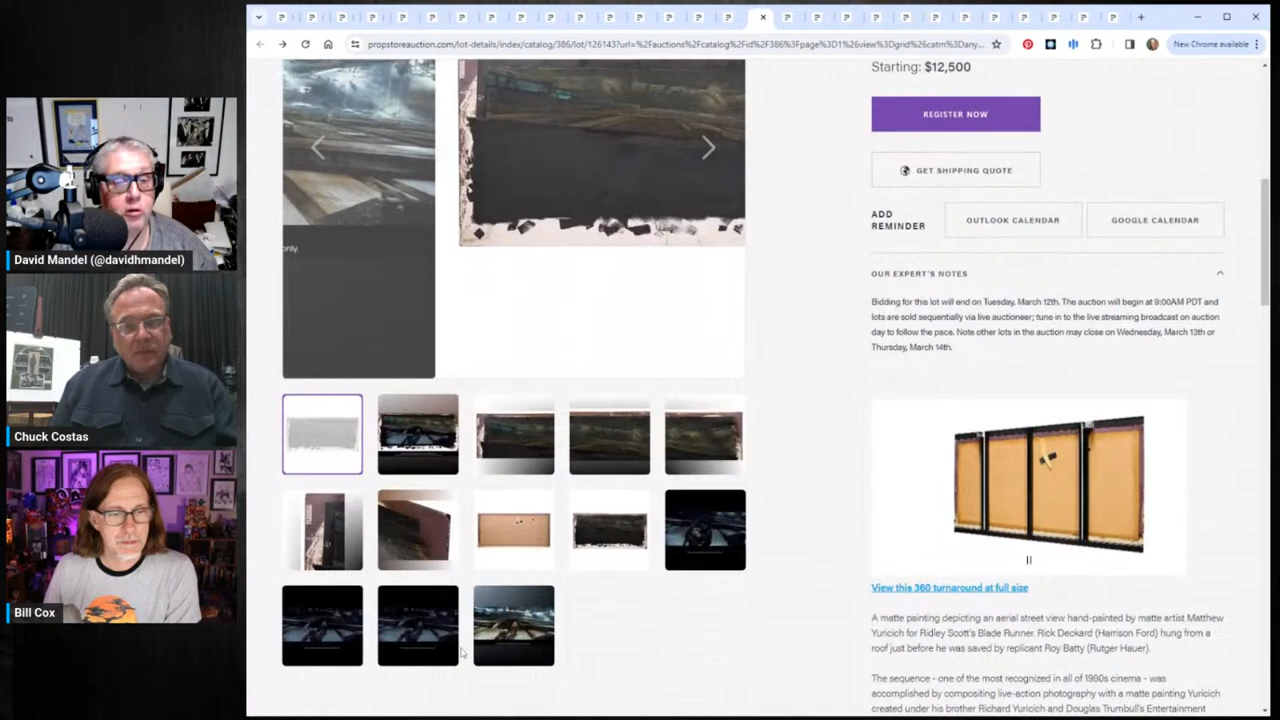 propstoreauction.com/lot-details/index/catalog/386/lot/126143?url=%2Fauctions%2Fcatalog%2Fid%2F386%3Fpage%3D1%26view%3Dgrid%26catm%3Dany...
New Chrome available
Starting: $12,500
REGISTER NOW
GET SHIPPING QUOTE
ADD
REMINDER
OUTLOOK CALENDAR
GOOGLE CALENDAR
only.
OUR EXPERT'S NOTES
Bidding for this lot will end on Tuesday, March 12th. The auction will begin at 9:00AM PDT and
lots are sold sequentially via live auctioneer; tune in to the live streaming broadcast on auction
day to follow the pace. Note other lots in the auction may close on Wednesday, March 13th or
Thursday, March 14th.
View this 360 turnaround at full size
A matte painting depicting an aerial street view hand-painted by matte artist Matthew
Yuricich for Ridley Scott's Blade Runner. Rick Deckard (Harrison Ford) hung from a
roof just before he was saved by replicant Roy Batty (Rutger Hauer).
The sequence - one of the most recognized in all of 1980s cinema - was
accomplished by compositing live-action photography with a matte painting Yuricich
created under his brother Richard Yuricich and Douglas Trumbull's Entertainment
David Mandel (@davidhmandel)
Chuck Costas
Bill Cox